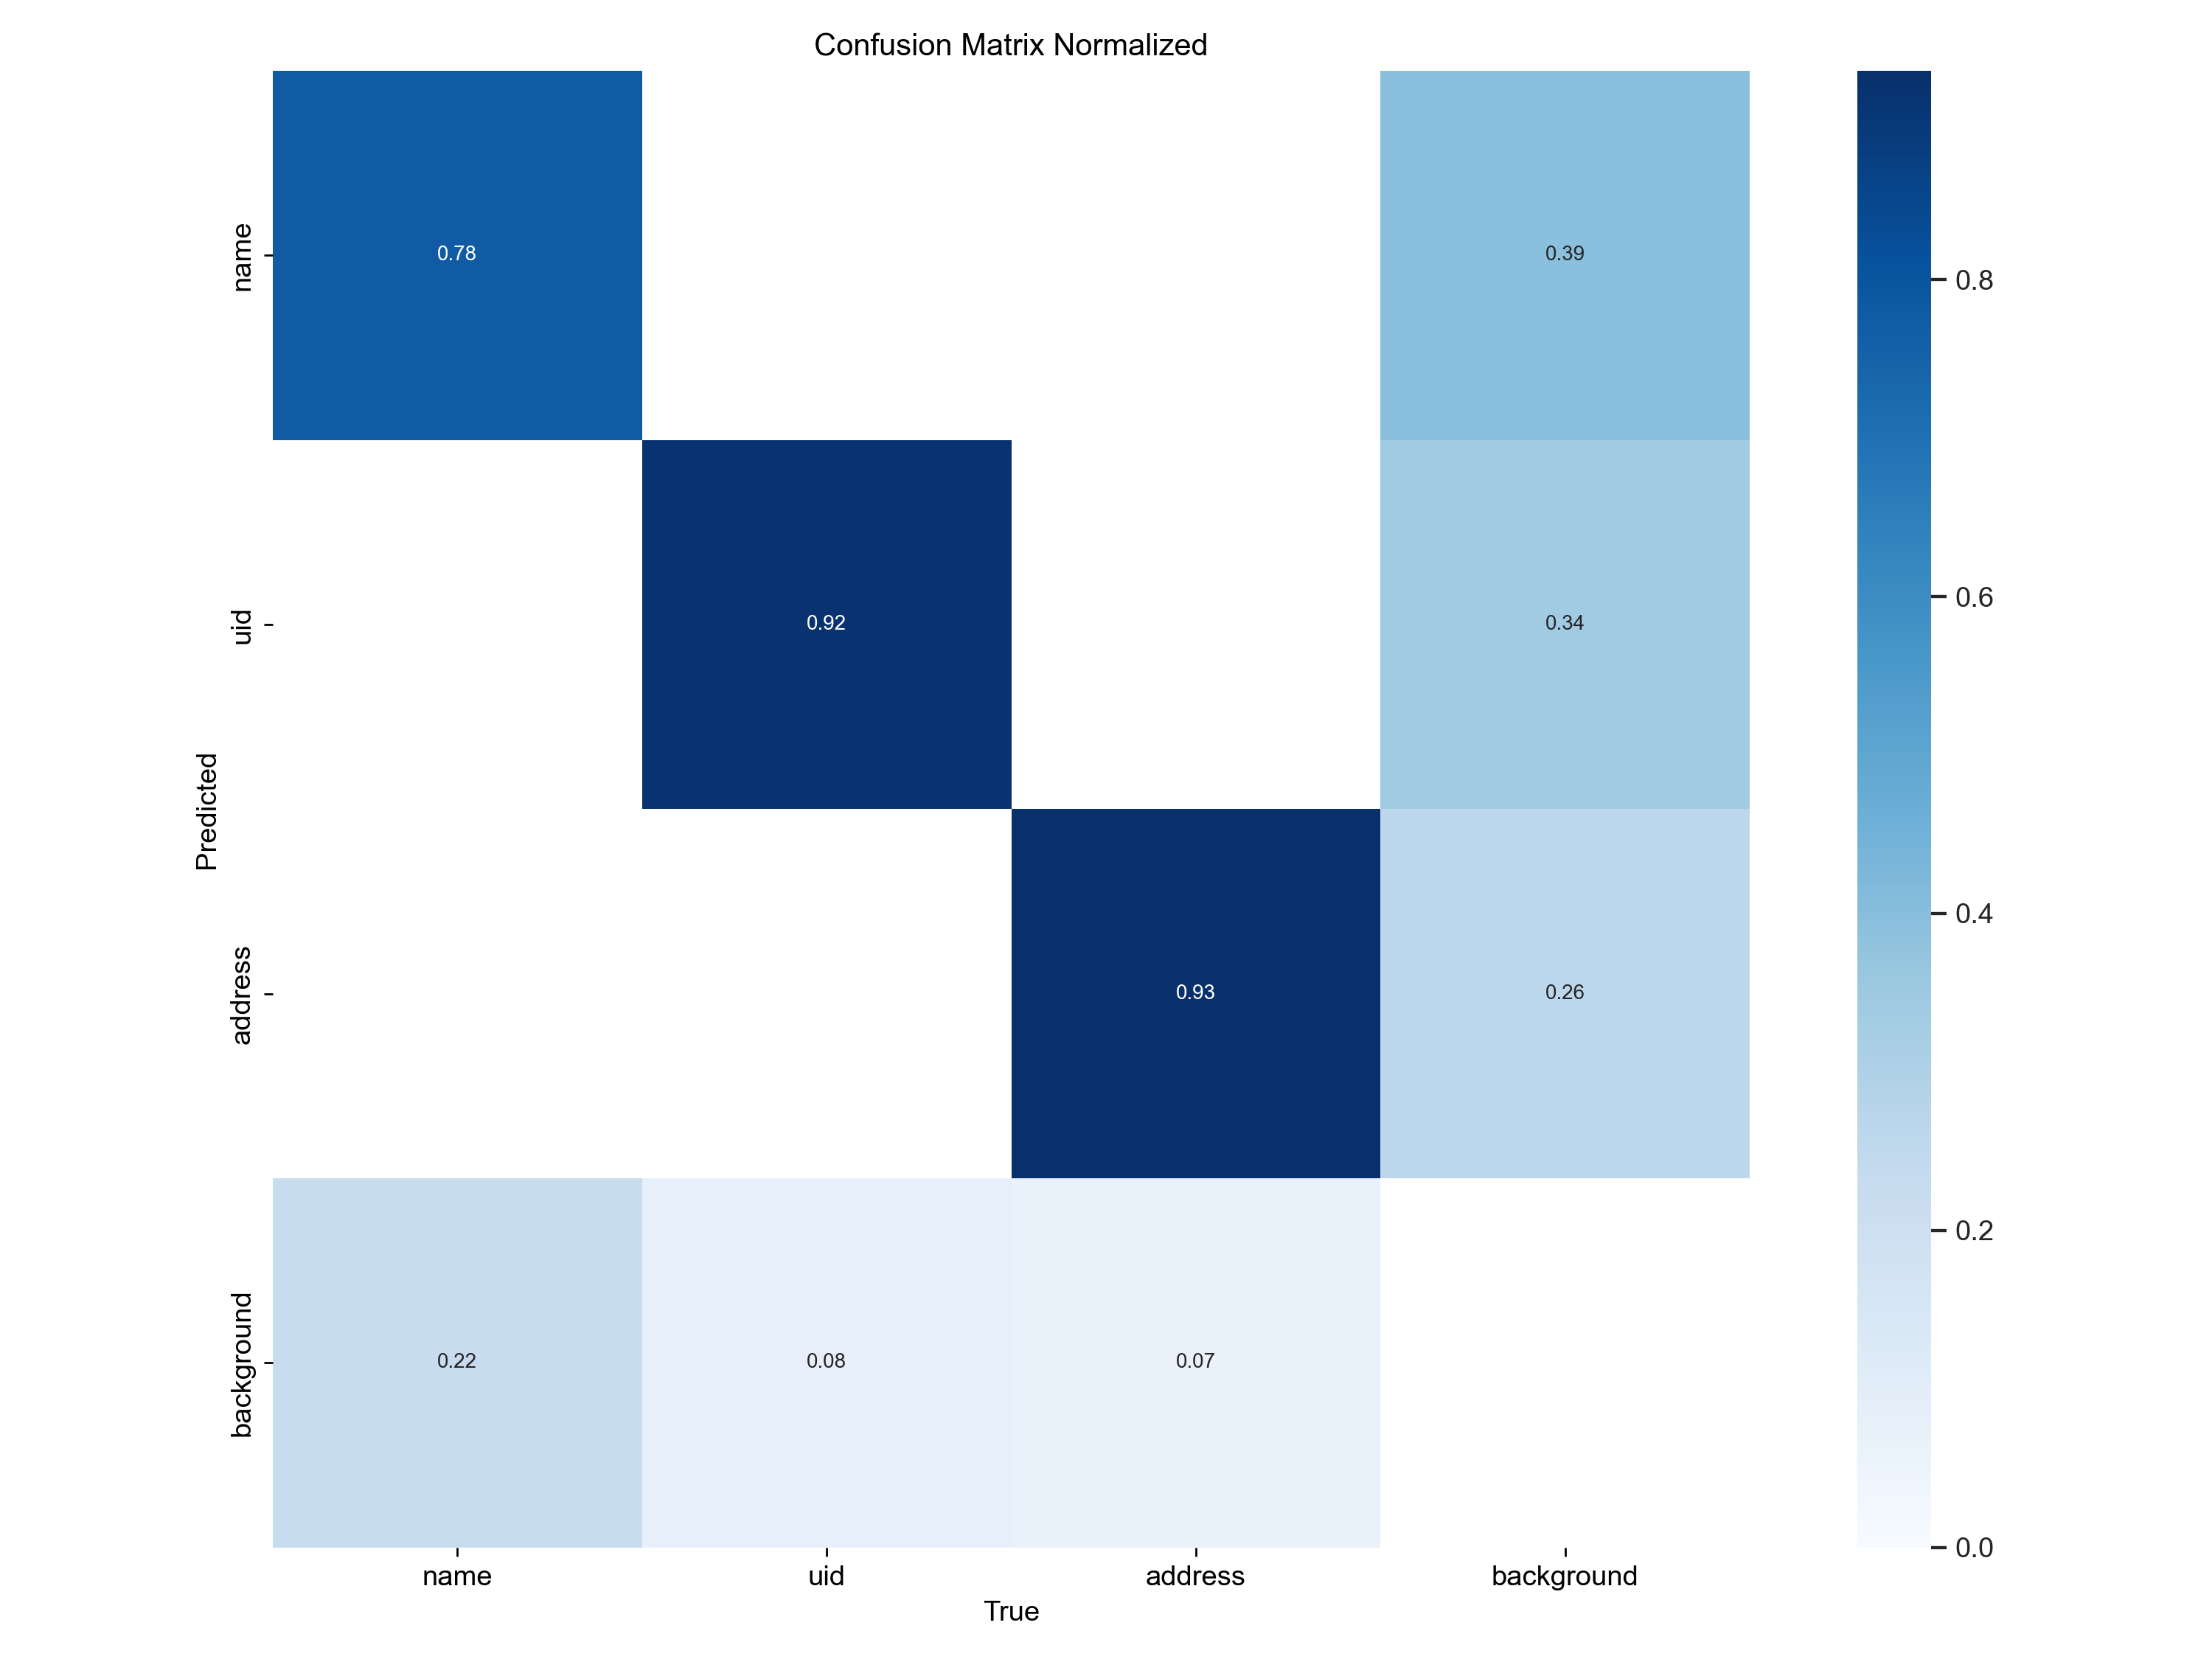 Confusion Matrix Normalized
name
0.78
0.39
0.8
uid
0.92
0.34
0.6
Predicted
0.4
address
0.93
0.26
0.2
background
0.22
0.08
0.07
0.0
name
uid
address
background
True